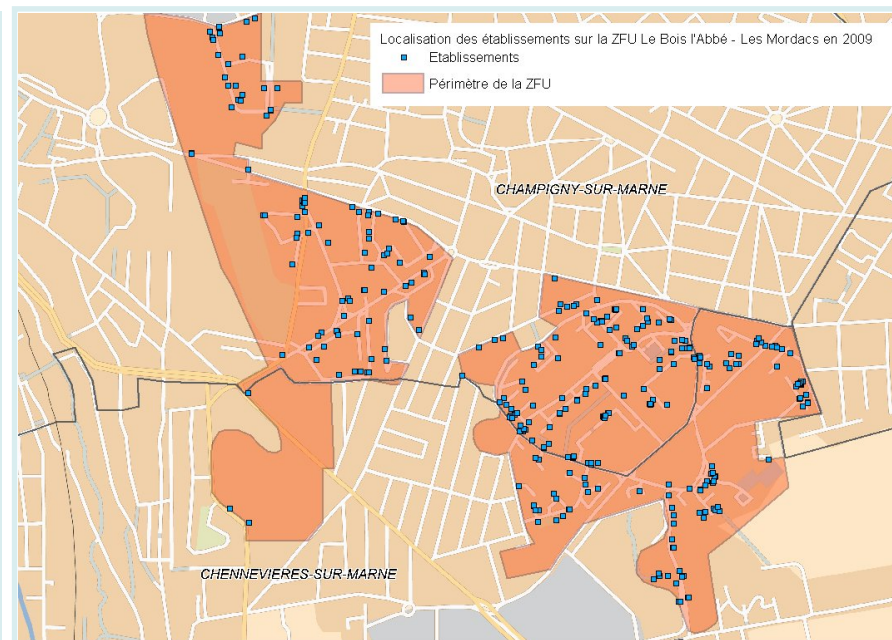 Localisation des établissements sur la ZFU Le Bois l'Abbé - Les Mordacs en 2009
Etablissements
Périmètre de la ZFU
CHAMPIGNY-SUR-MARNE
CHENNEVIERES-SUR-MARNE